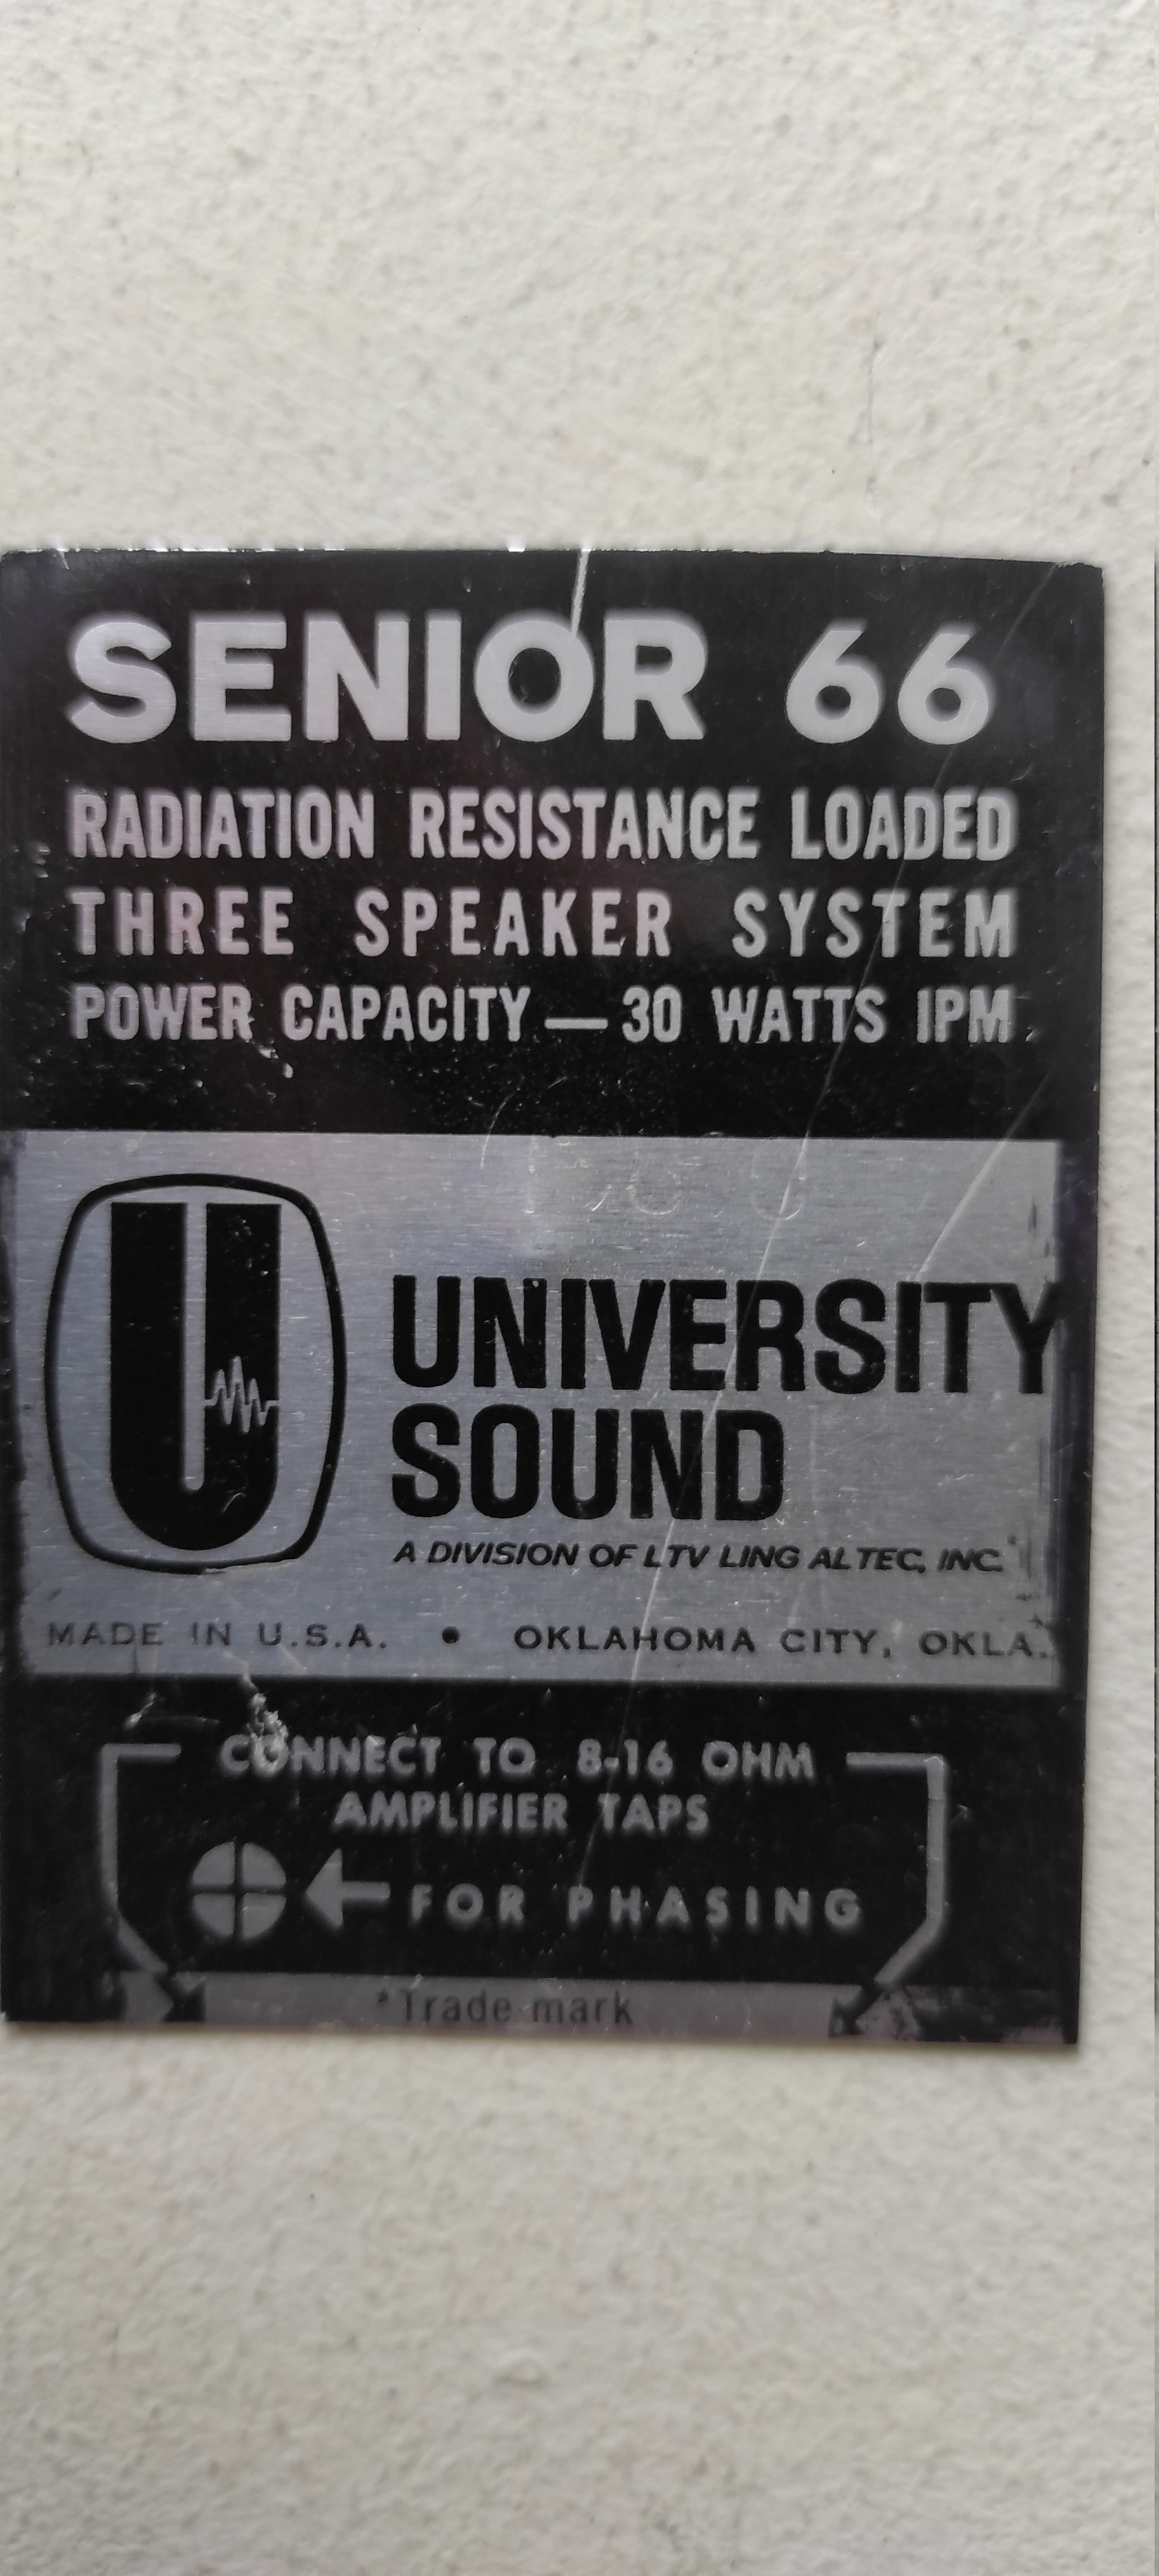 SENIOR 66
RADIATION RESISTANCE LOADED
THREE SPEAKER SYSTEM
POWER CAPACITY — 30 WATTS IPM
U
UNIVERSITY
SOUND
A DIVISION OF LTV LING ALTEC, INC.
MADE IN U.S.A. • OKLAHOMA CITY, OKLA.
CONNECT TO 8-16 OHM
AMPLIFIER TAPS
FOR PHASING
*Trade mark